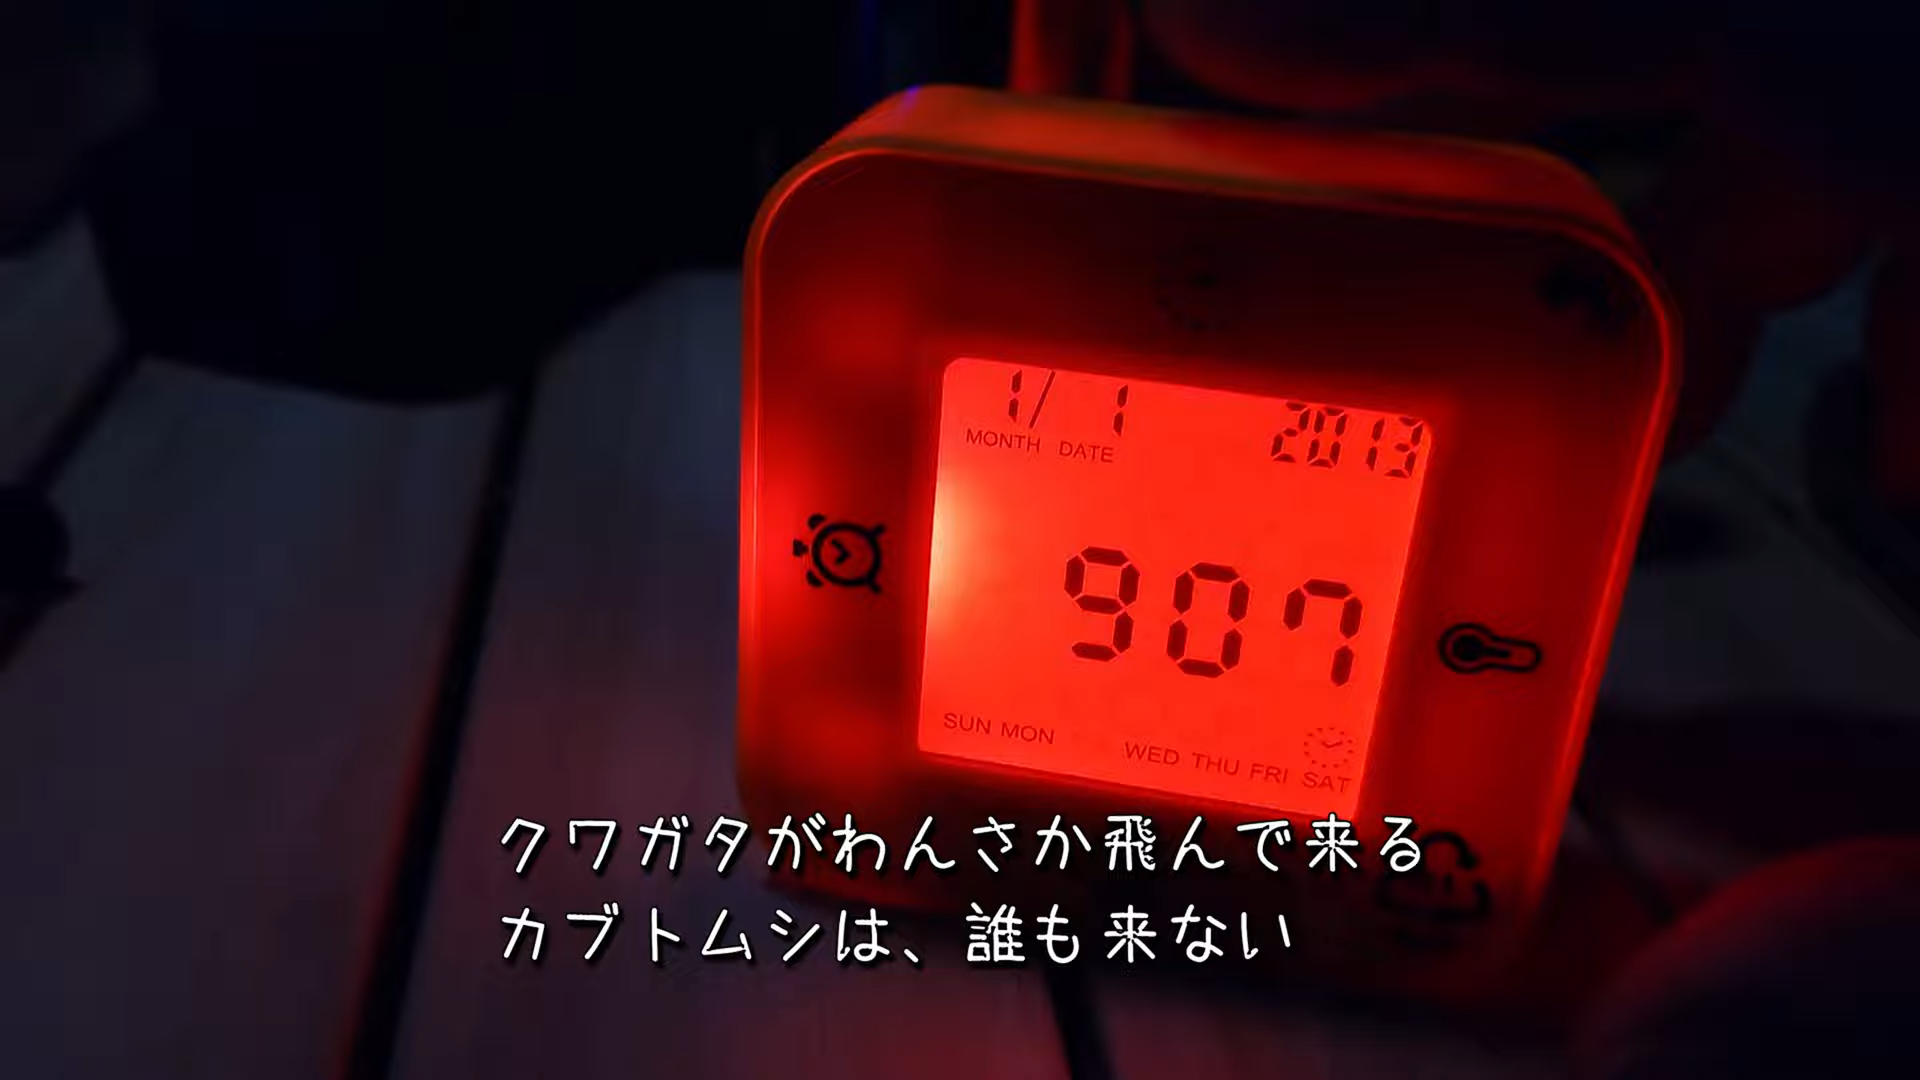 1/ 1 2013
MONTH DATE
907
SUN MON WED THU FRI SAT
クワガタがわんさか飛んで来る
カブトムシは、誰も来ない